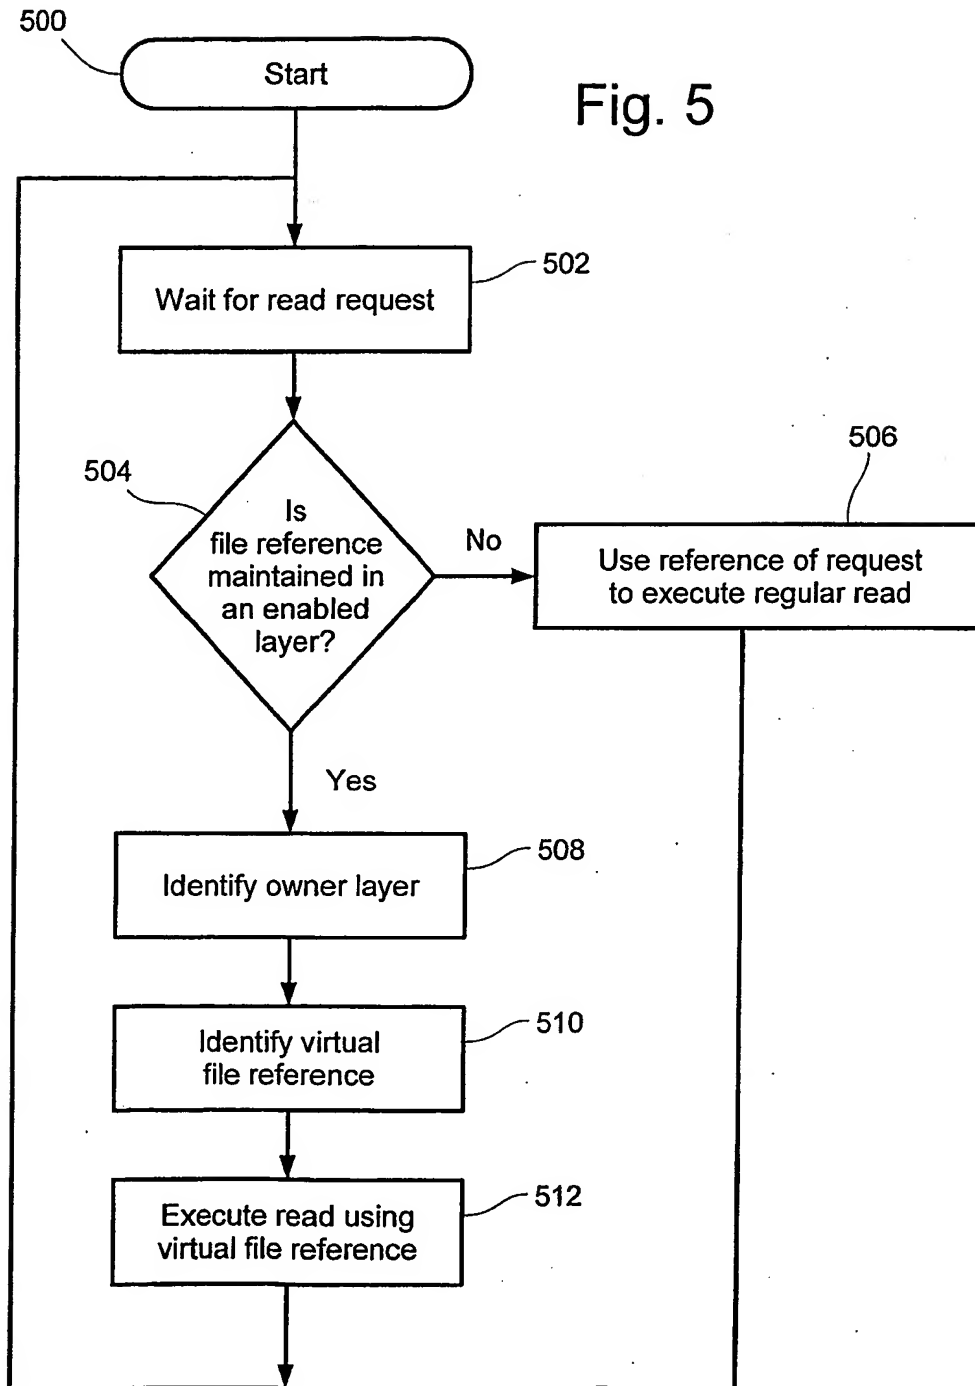 500
Start
Fig. 5
Wait for read request
502
504
Is
file reference
maintained in
an enabled
layer?
No
506
Use reference of request
to execute regular read
Yes
Identify owner layer
508
Identify virtual
file reference
510
Execute read using
virtual file reference
512